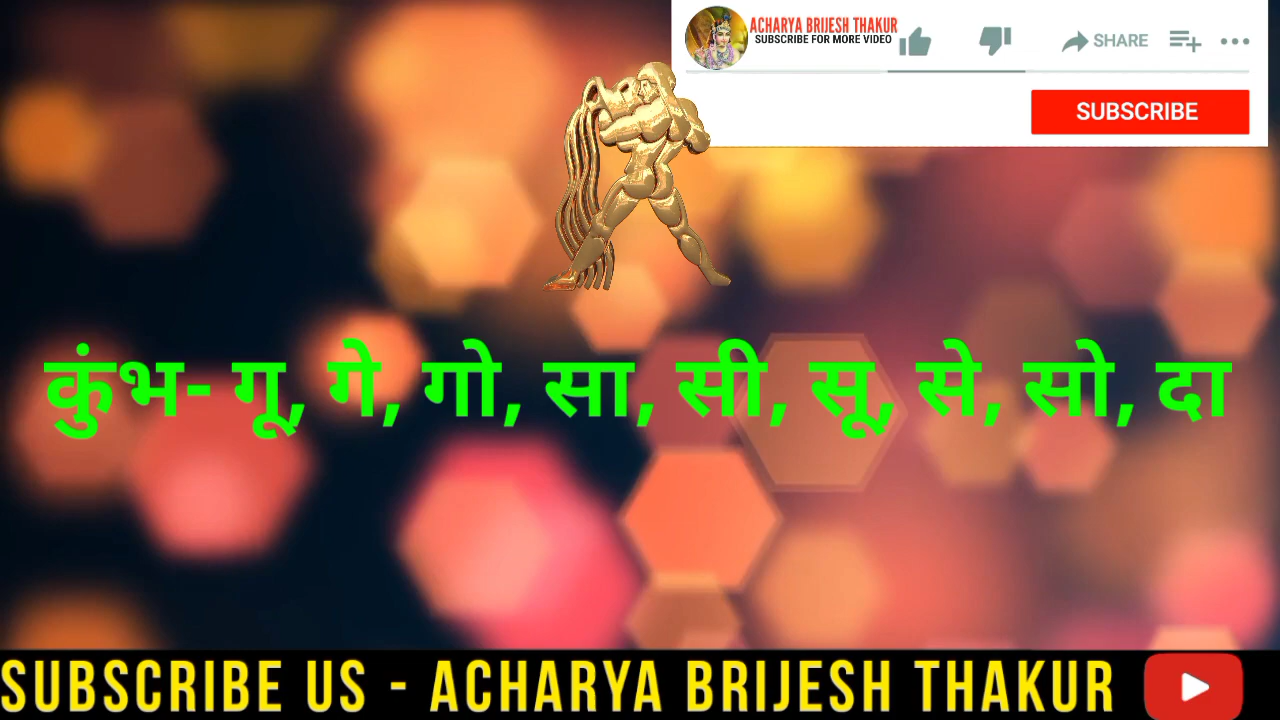 ACHARYA BRIJESH THAKUR
SUBSCRIBE FOR MORE VIDEO
SHARE
SUBSCRIBE
कुंभ- गू, गे, गो, सा, सी, सू, से, सो, दा
SUBSCRIBE US - ACHARYA BRIJESH THAKUR